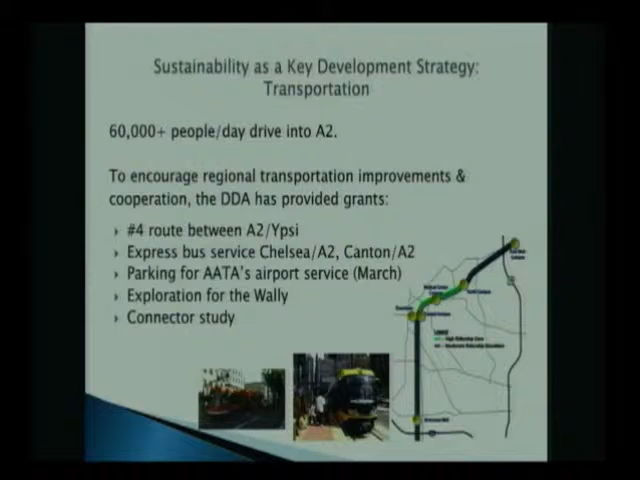 Sustainability as a Key Development Strategy:
Transportation
60,000+ people/day drive into A2.
To encourage regional transportation improvements &
cooperation, the DDA has provided grants:
#4 route between A2/Ypsi
Express bus service Chelsea/A2, Canton/A2
Parking for AATA's airport service (March)
Exploration for the Wally
Connector study